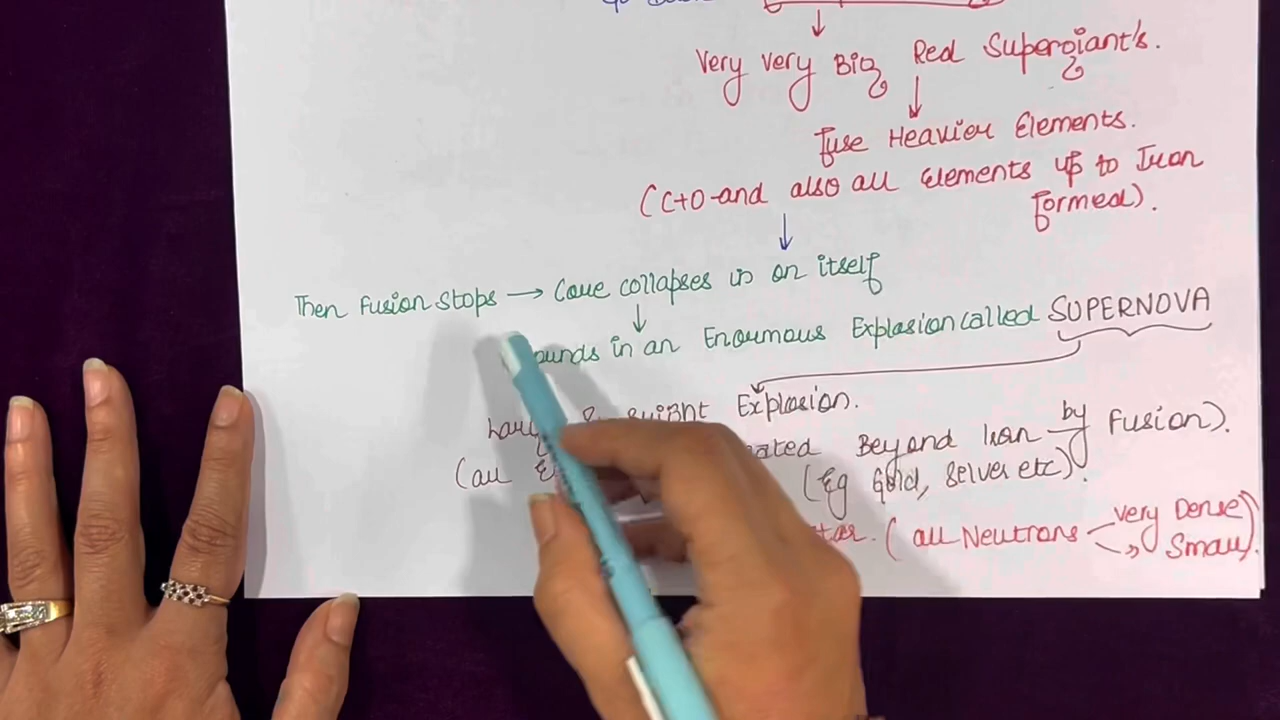 Very Very Big Red Supergiant's.
Fuse Heavier Elements.
(C+O and also all elements up to Iron
formed).
Then Fusion stops → Core collapses in on itself
ounds in an Enormous Explosion called SUPERNOVA
& Bright Explosion.
(all Beyond Iron by Fusion).
(Eg Gold, Silver etc).
(all Neutrons very Dense
Small)